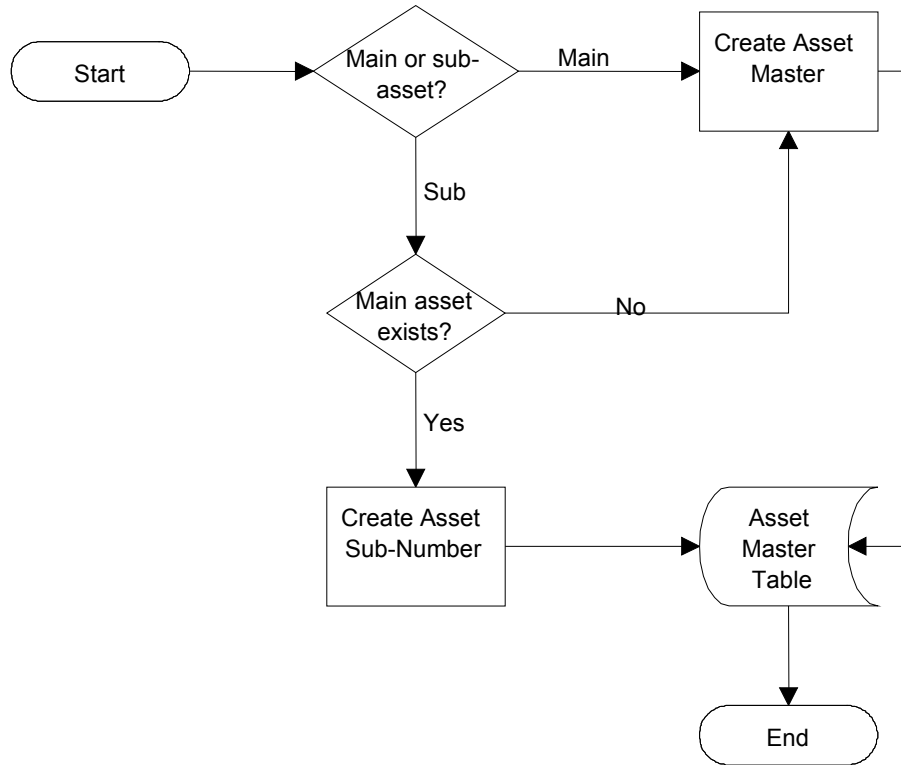 Start
Main or sub-
asset?
Main
Create Asset
Master
Sub
Main asset
exists?
No
Yes
Create Asset
Sub-Number
Asset
Master
Table
End